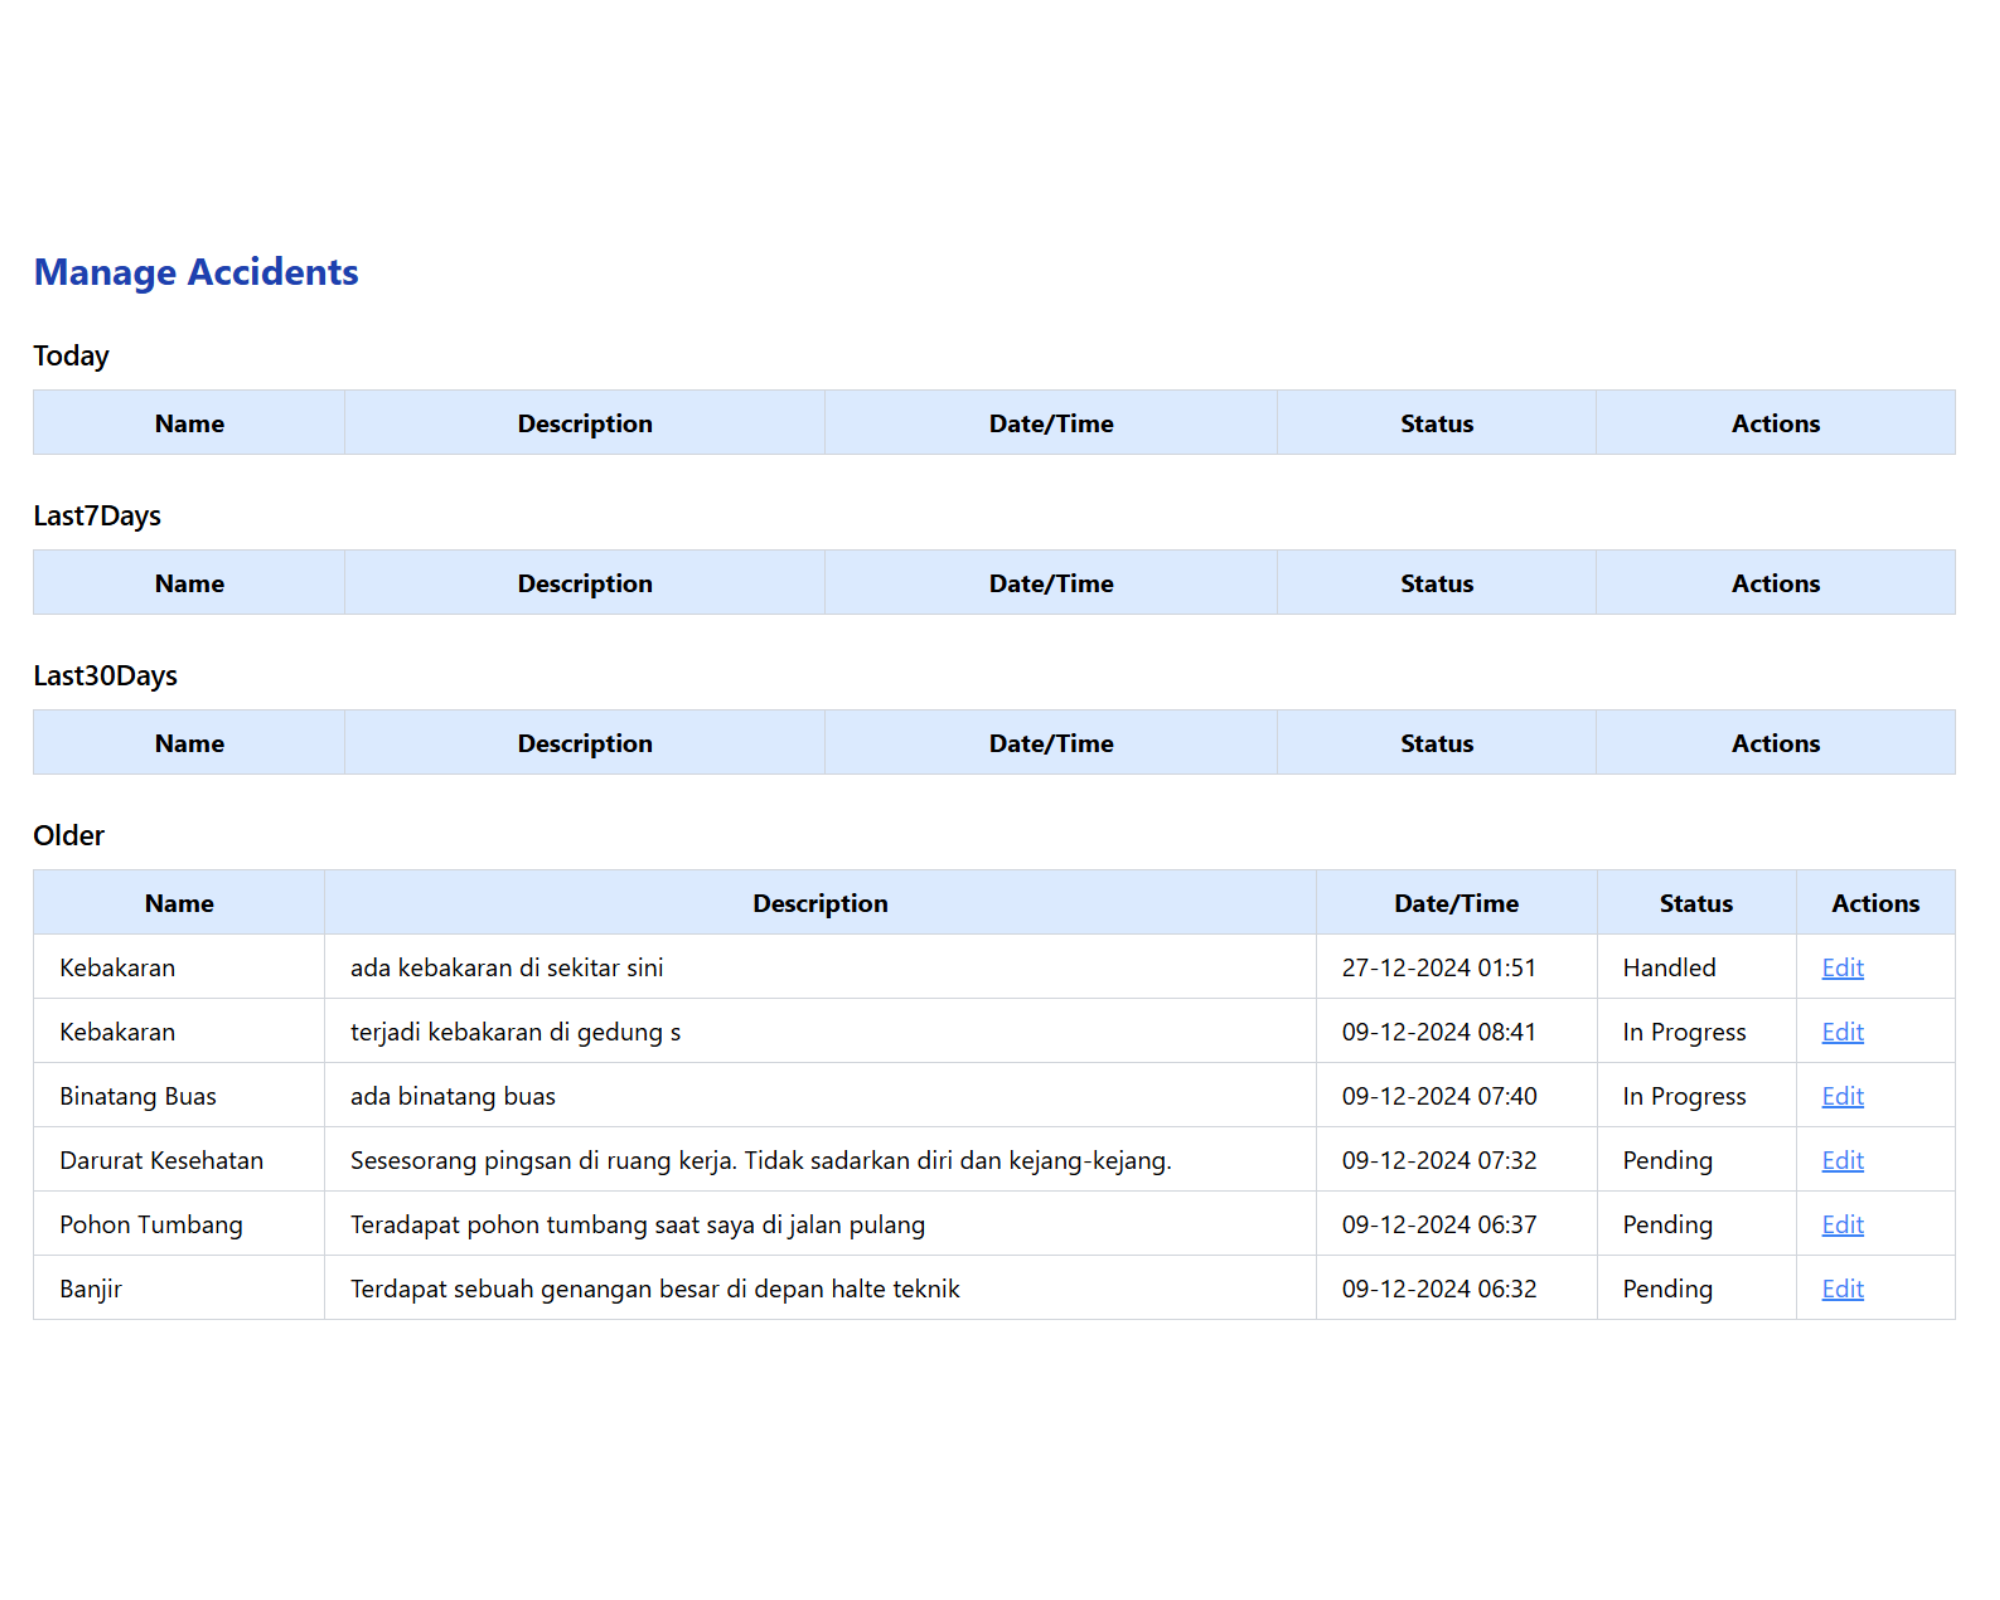 Manage Accidents
Today
Name Description Date/Time Status Actions
Last7Days
Name Description Date/Time Status Actions
Last30Days
Name Description Date/Time Status Actions
Older
Name Description Date/Time Status Actions
Kebakaran ada kebakaran di sekitar sini 27-12-2024 01:51 Handled Edit
Kebakaran terjadi kebakaran di gedung s 09-12-2024 08:41 In Progress Edit
Binatang Buas ada binatang buas 09-12-2024 07:40 In Progress Edit
Darurat Kesehatan Sesesorang pingsan di ruang kerja. Tidak sadarkan diri dan kejang-kejang. 09-12-2024 07:32 Pending Edit
Pohon Tumbang Teradapat pohon tumbang saat saya di jalan pulang 09-12-2024 06:37 Pending Edit
Banjir Terdapat sebuah genangan besar di depan halte teknik 09-12-2024 06:32 Pending Edit